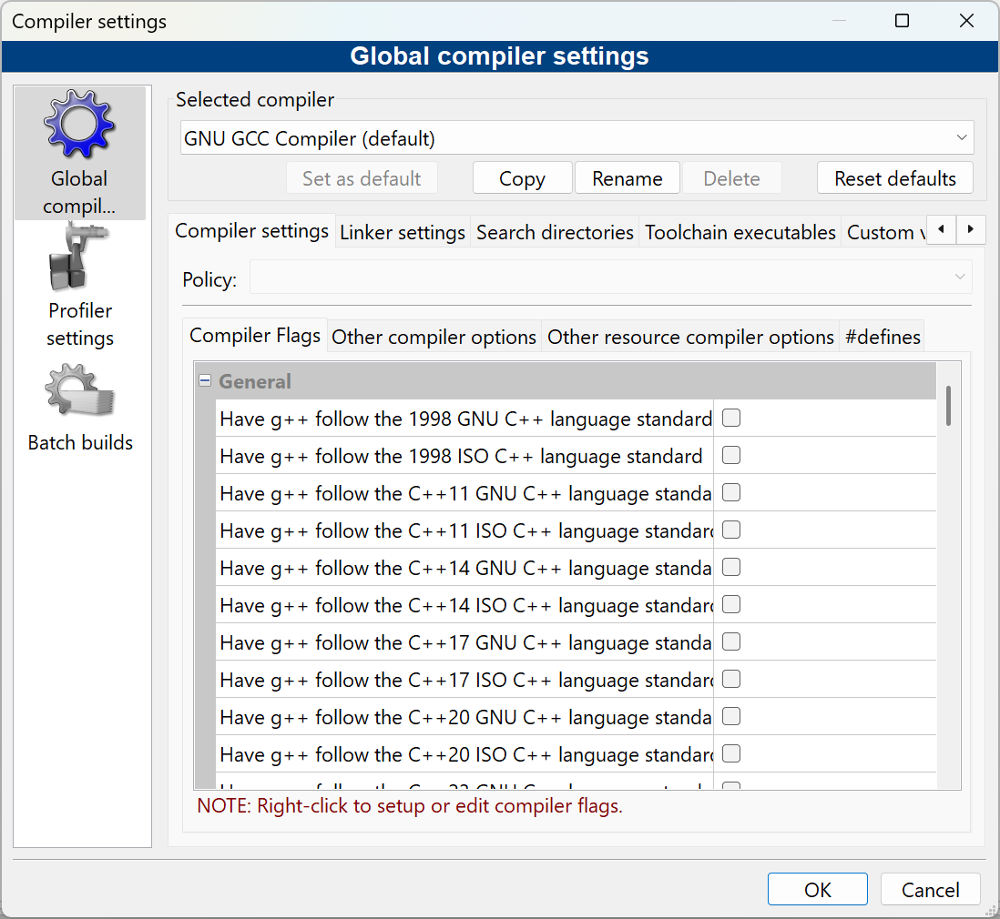 Compiler settings
Global compiler settings
Global
compil...
Profiler
settings
Batch builds
Selected compiler
GNU GCC Compiler (default)
Set as default
Copy
Rename
Delete
Reset defaults
Compiler settings
Linker settings
Search directories
Toolchain executables
Custom v
Policy:
Compiler Flags
Other compiler options
Other resource compiler options
#defines
General
Have g++ follow the 1998 GNU C++ language standard
Have g++ follow the 1998 ISO C++ language standard
Have g++ follow the C++11 GNU C++ language standa
Have g++ follow the C++11 ISO C++ language standard
Have g++ follow the C++14 GNU C++ language standa
Have g++ follow the C++14 ISO C++ language standard
Have g++ follow the C++17 GNU C++ language standa
Have g++ follow the C++17 ISO C++ language standard
Have g++ follow the C++20 GNU C++ language standa
Have g++ follow the C++20 ISO C++ language standard
NOTE: Right-click to setup or edit compiler flags.
OK
Cancel